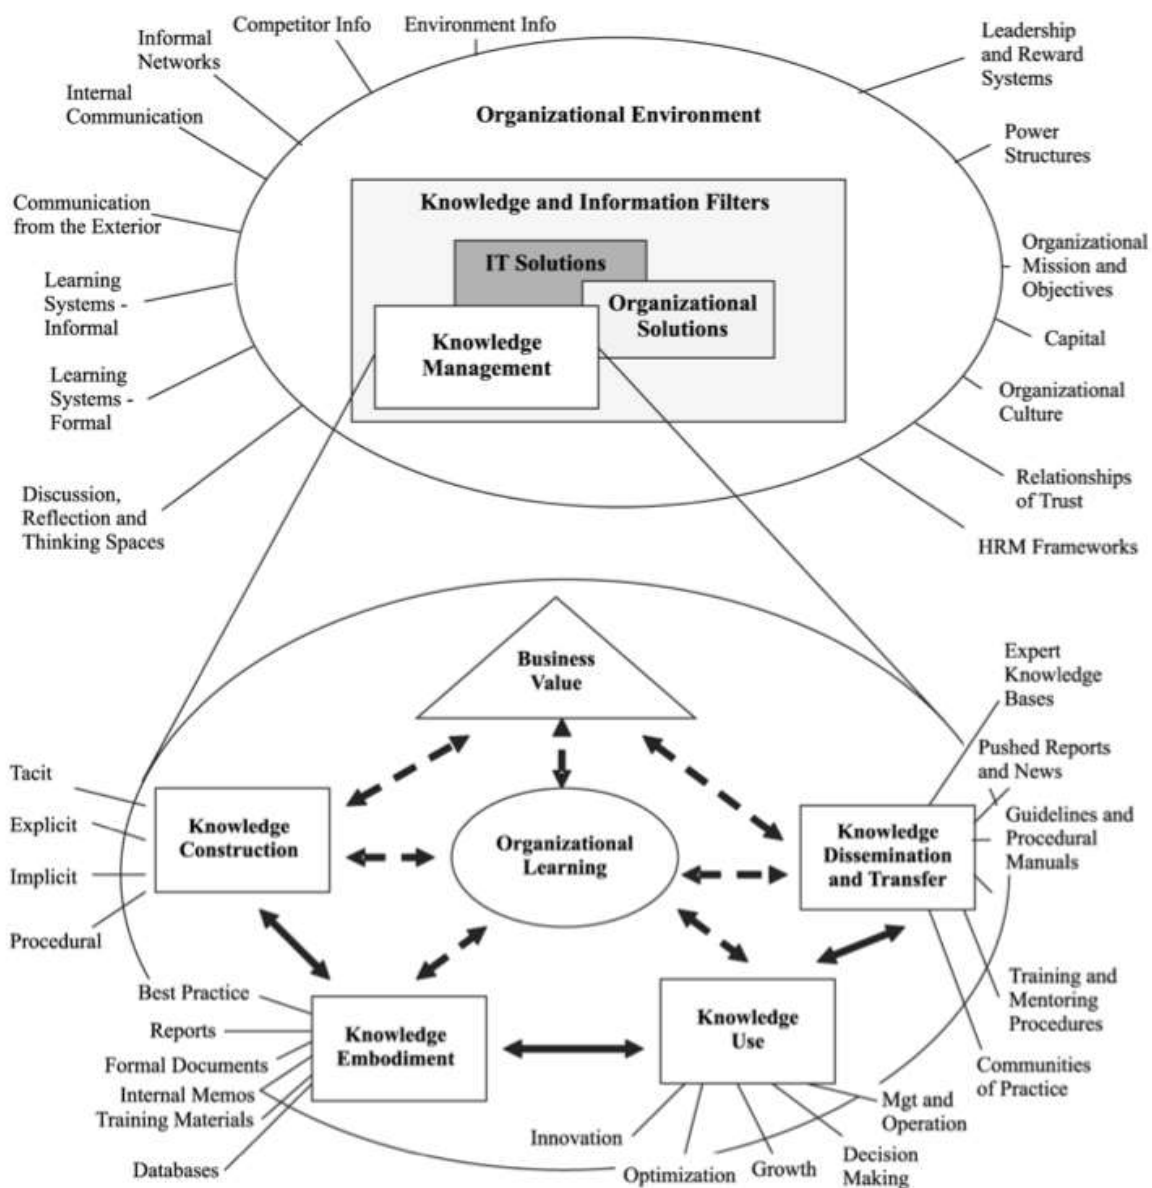 Competitor Info
Environment Info
Informal
Networks
Leadership
and Reward
Systems
Internal
Communication
Organizational Environment
Power
Structures
Knowledge and Information Filters
Communication
from the Exterior
IT Solutions
Organizational
Mission and
Objectives
Learning
Systems -
Informal
Organizational
Solutions
Knowledge
Management
Capital
Learning
Systems -
Formal
Organizational
Culture
Discussion,
Reflection and
Thinking Spaces
Relationships
of Trust
HRM Frameworks
Business
Value
Expert
Knowledge
Bases
Pushed Reports
and News
Tacit
Explicit
Implicit
Procedural
Knowledge
Construction
Organizational
Learning
Knowledge
Dissemination
and Transfer
Guidelines and
Procedural
Manuals
Training and
Mentoring
Procedures
Communities
of Practice
Best Practice
Reports
Formal Documents
Internal Memos
Training Materials
Databases
Knowledge
Embodiment
Knowledge
Use
Innovation
Optimization
Growth
Decision
Making
Mgt and
Operation